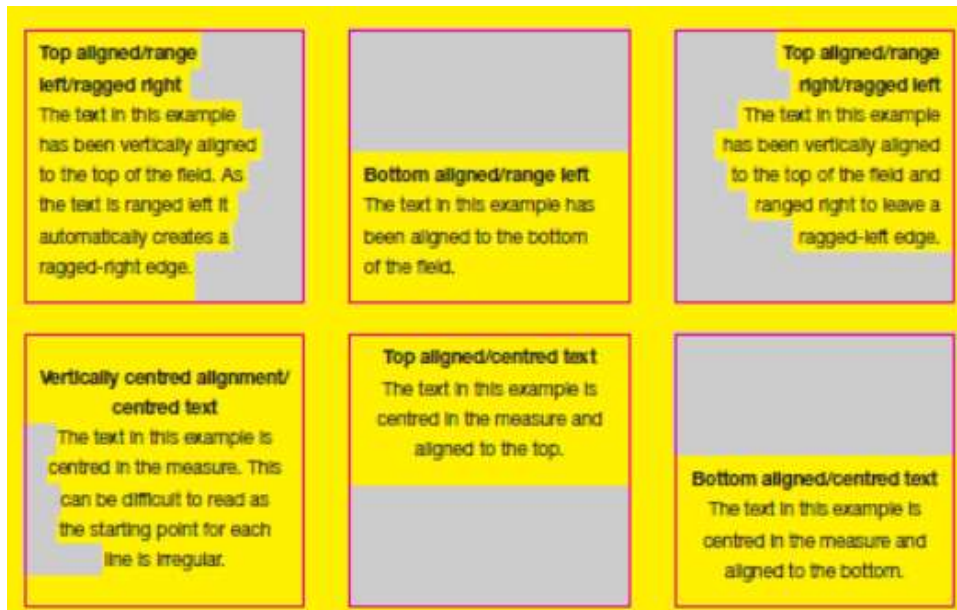 Top aligned/range
left/ragged right
The text in this example
has been vertically aligned
to the top of the field. As
the text is ranged left it
automatically creates a
ragged-right edge.
Bottom aligned/range left
The text in this example has
been aligned to the bottom
of the field.
Top aligned/range
right/ragged left
The text in this example
has been vertically aligned
to the top of the field and
ranged right to leave a
ragged-left edge.
Vertically centred alignment/
centred text
The text in this example is
centred in the measure. This
can be difficult to read as
the starting point for each
line is irregular.
Top aligned/centred text
The text in this example is
centred in the measure and
aligned to the top.
Bottom aligned/centred text
The text in this example is
centred in the measure and
aligned to the bottom.